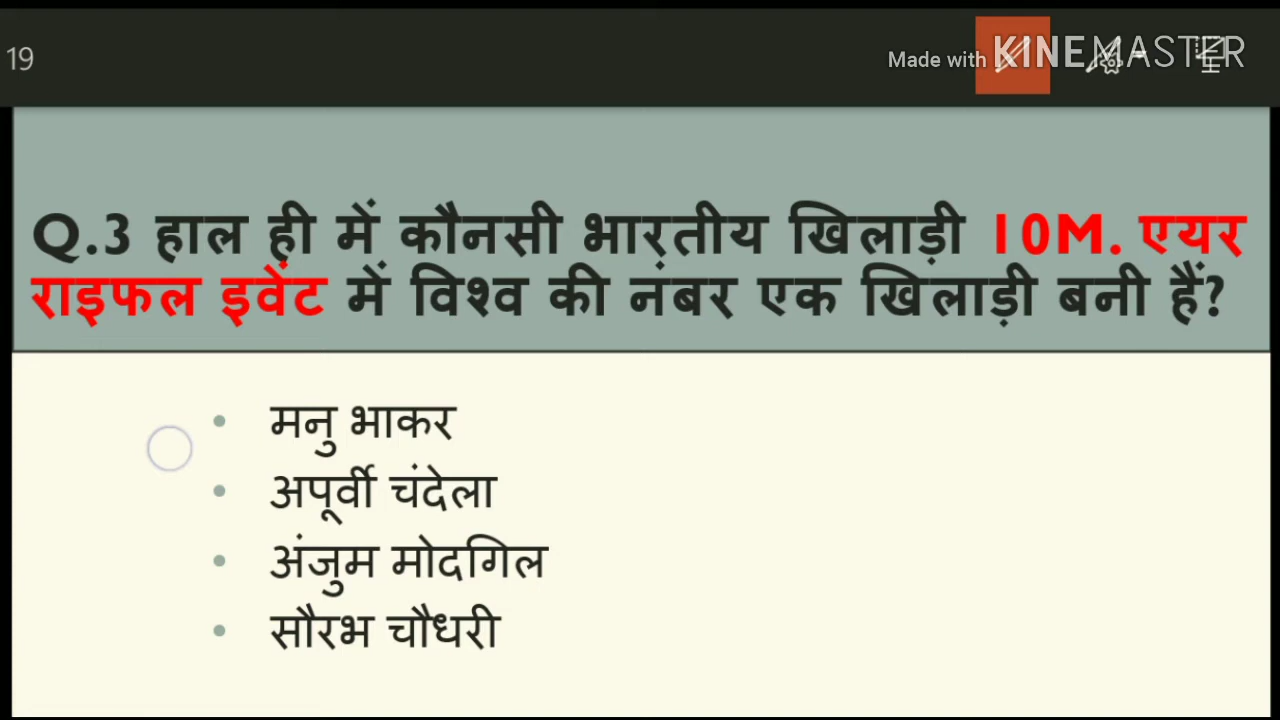 19
Made with KINEMASTER
Q.3 हाल ही में कौनसी भारतीय खिलाड़ी 10M. एयर
राइफल इवेंट में विश्व की नंबर एक खिलाड़ी बनी हैं?
• मनु भाकर
• अपूर्वी चंदेला
• अंजुम मोदगिल
• सौरभ चौधरी